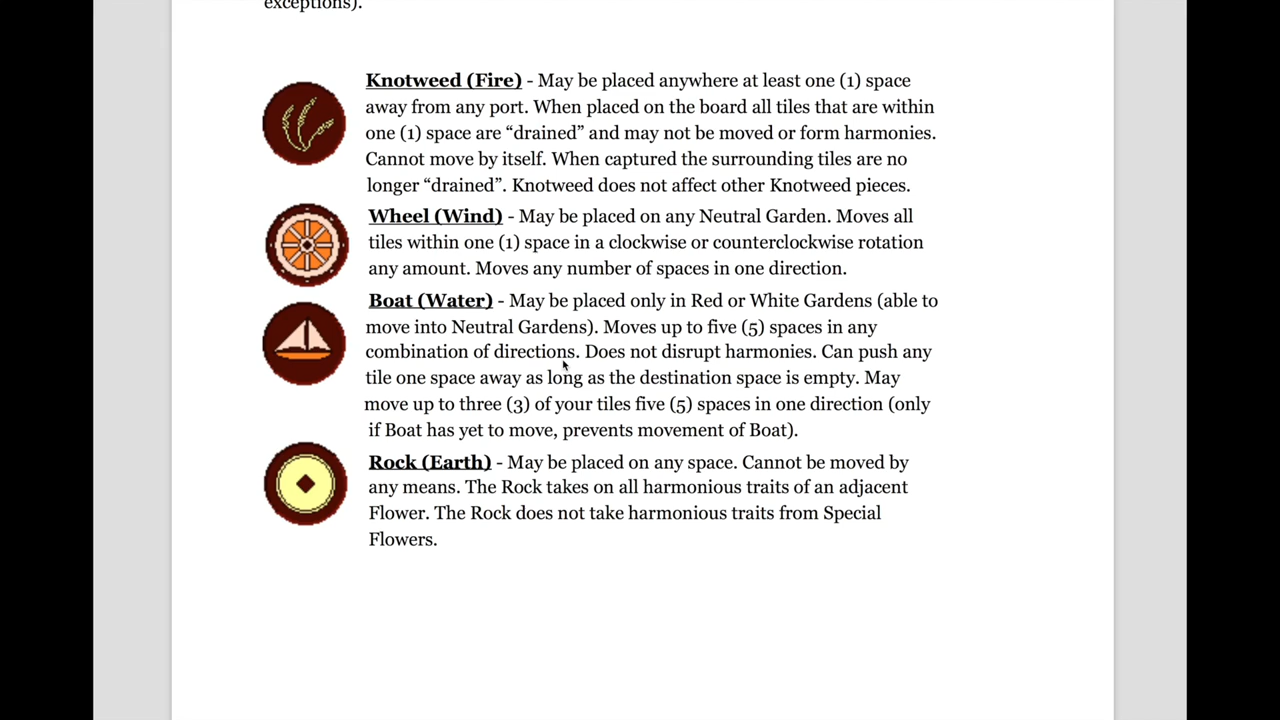 exceptions).
Knotweed (Fire) - May be placed anywhere at least one (1) space
away from any port. When placed on the board all tiles that are within
one (1) space are “drained” and may not be moved or form harmonies.
Cannot move by itself. When captured the surrounding tiles are no
longer “drained”. Knotweed does not affect other Knotweed pieces.
Wheel (Wind) - May be placed on any Neutral Garden. Moves all
tiles within one (1) space in a clockwise or counterclockwise rotation
any amount. Moves any number of spaces in one direction.
Boat (Water) - May be placed only in Red or White Gardens (able to
move into Neutral Gardens). Moves up to five (5) spaces in any
combination of directions. Does not disrupt harmonies. Can push any
tile one space away as long as the destination space is empty. May
move up to three (3) of your tiles five (5) spaces in one direction (only
if Boat has yet to move, prevents movement of Boat).
Rock (Earth) - May be placed on any space. Cannot be moved by
any means. The Rock takes on all harmonious traits of an adjacent
Flower. The Rock does not take harmonious traits from Special
Flowers.